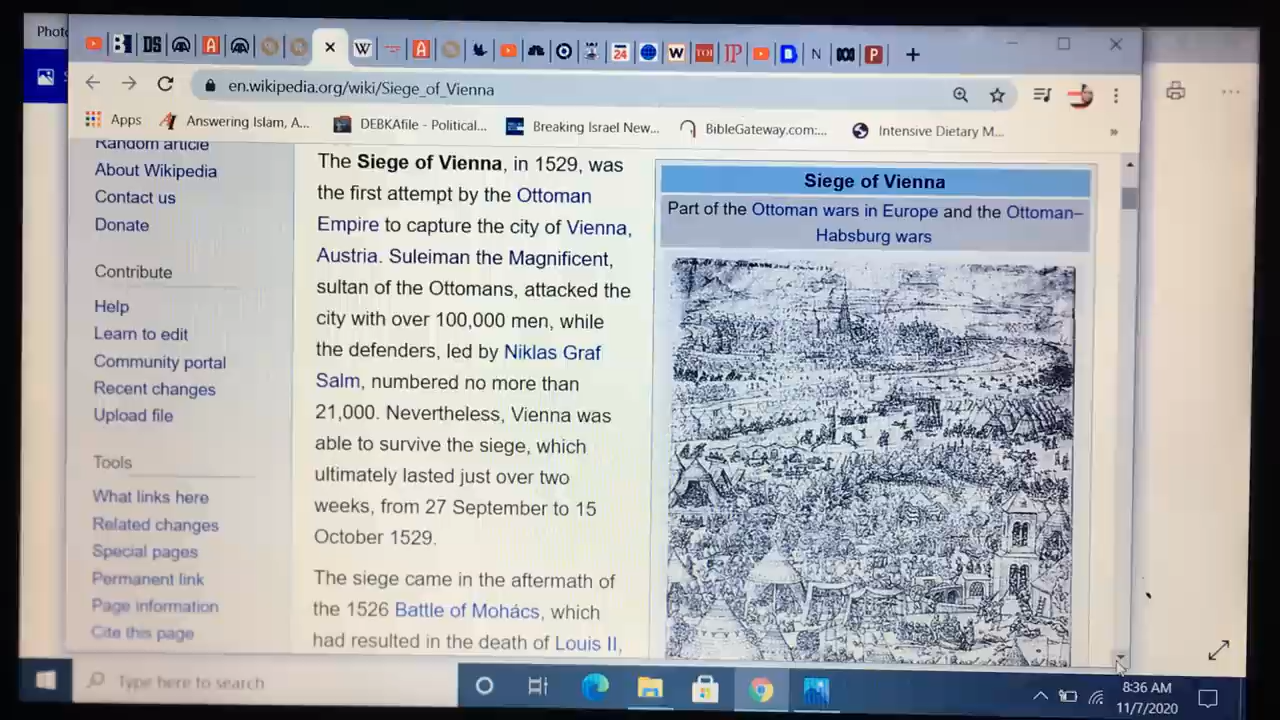 Photo
BS
DS
A
W
A
24
W
TOI
JP
D
N
P
en.wikipedia.org/wiki/Siege_of_Vienna
Apps
Answering Islam, A...
DEBKAfile - Political...
Breaking Israel New...
BibleGateway.com:...
Intensive Dietary M...
»
Random article
About Wikipedia
Contact us
Donate
Contribute
Help
Learn to edit
Community portal
Recent changes
Upload file
Tools
What links here
Related changes
Special pages
Permanent link
Page information
Cite this page
The Siege of Vienna, in 1529, was
the first attempt by the Ottoman
Empire to capture the city of Vienna,
Austria. Suleiman the Magnificent,
sultan of the Ottomans, attacked the
city with over 100,000 men, while
the defenders, led by Niklas Graf
Salm, numbered no more than
21,000. Nevertheless, Vienna was
able to survive the siege, which
ultimately lasted just over two
weeks, from 27 September to 15
October 1529.
The siege came in the aftermath of
the 1526 Battle of Mohács, which
had resulted in the death of Louis II,
Siege of Vienna
Part of the Ottoman wars in Europe and the Ottoman–
Habsburg wars
Type here to search
8:36 AM
11/7/2020